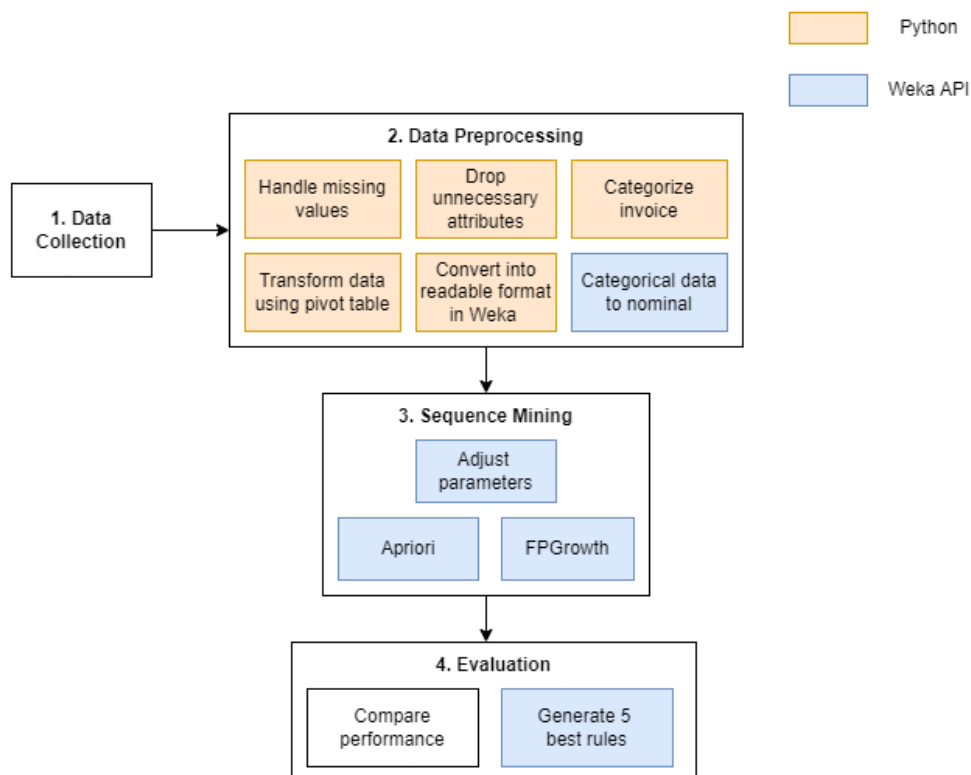 Python
Weka API
2. Data Preprocessing
Handle missing
values
Drop
unnecessary
attributes
Categorize
invoice
1. Data
Collection
Transform data
using pivot table
Convert into
readable format
in Weka
Categorical data
to nominal
3. Sequence Mining
Adjust
parameters
Apriori
FPGrowth
4. Evaluation
Compare
performance
Generate 5
best rules